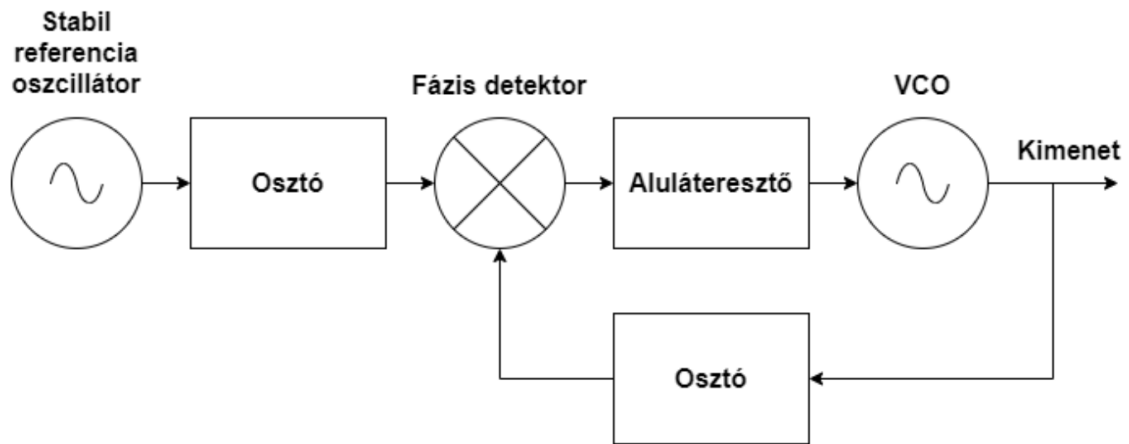 Stabil
referencia
oszcillátor
Osztó
Fázis detektor
Aluláteresztő
VCO
Kimenet
Osztó